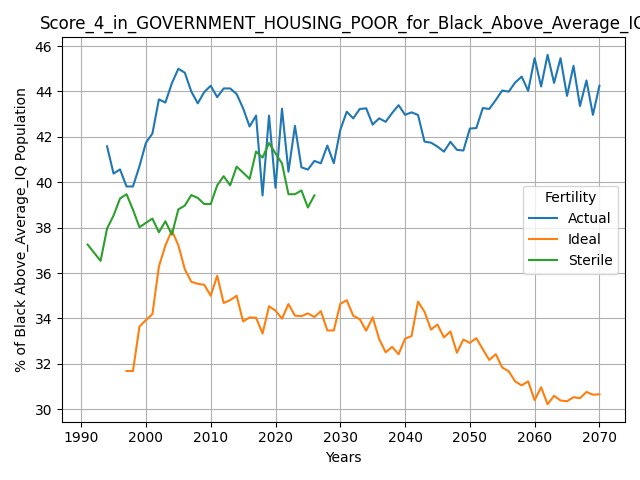 Score_4_in_GOVERNMENT_HOUSING_POOR_for_Black_Above_Average_IQ
% of Black Above_Average_IQ Population
46
44
42
40
38
36
34
32
30
Fertility
Actual
Ideal
Sterile
1990 2000 2010 2020 2030 2040 2050 2060 2070
Years